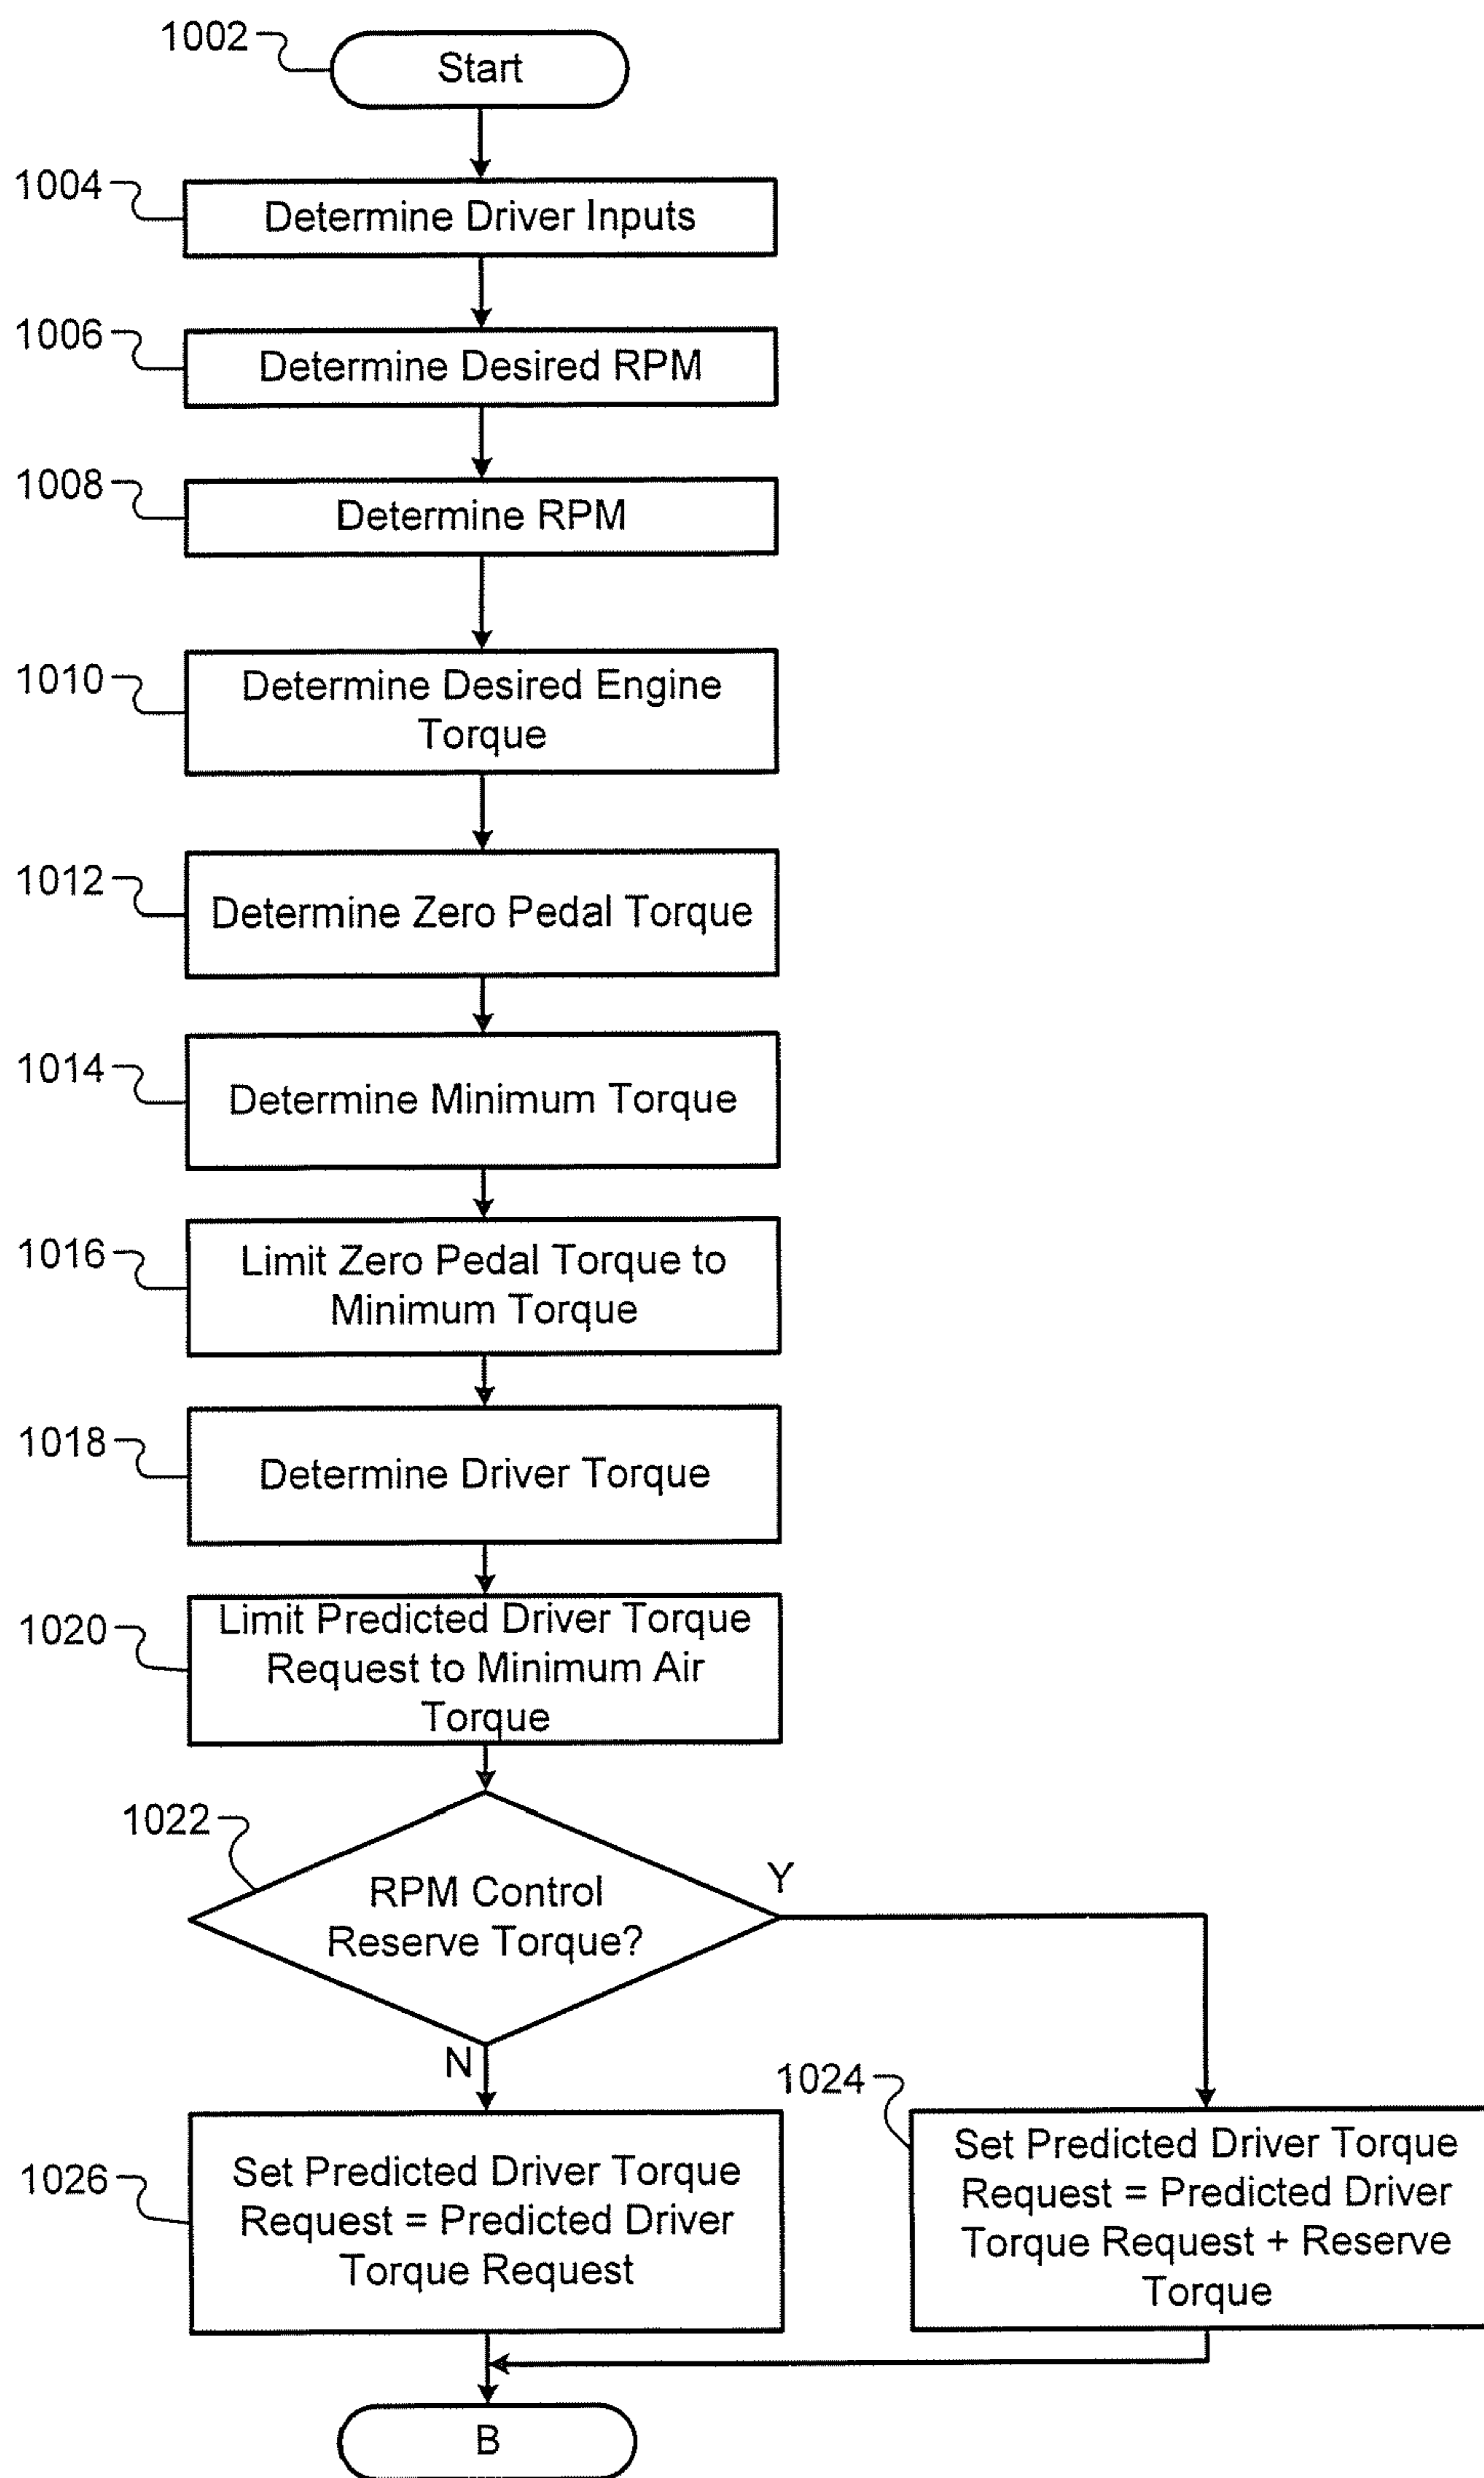 1002
Start
1004
Determine Driver Inputs
1006
Determine Desired RPM
1008
Determine RPM
1010
Determine Desired Engine
Torque
1012
Determine Zero Pedal Torque
1014
Determine Minimum Torque
1016
Limit Zero Pedal Torque to
Minimum Torque
1018
Determine Driver Torque
1020
Limit Predicted Driver Torque
Request to Minimum Air
Torque
1022
RPM Control
Reserve Torque?
Y
N
1026
Set Predicted Driver Torque
Request = Predicted Driver
Torque Request
1024
Set Predicted Driver Torque
Request = Predicted Driver
Torque Request + Reserve
Torque
B